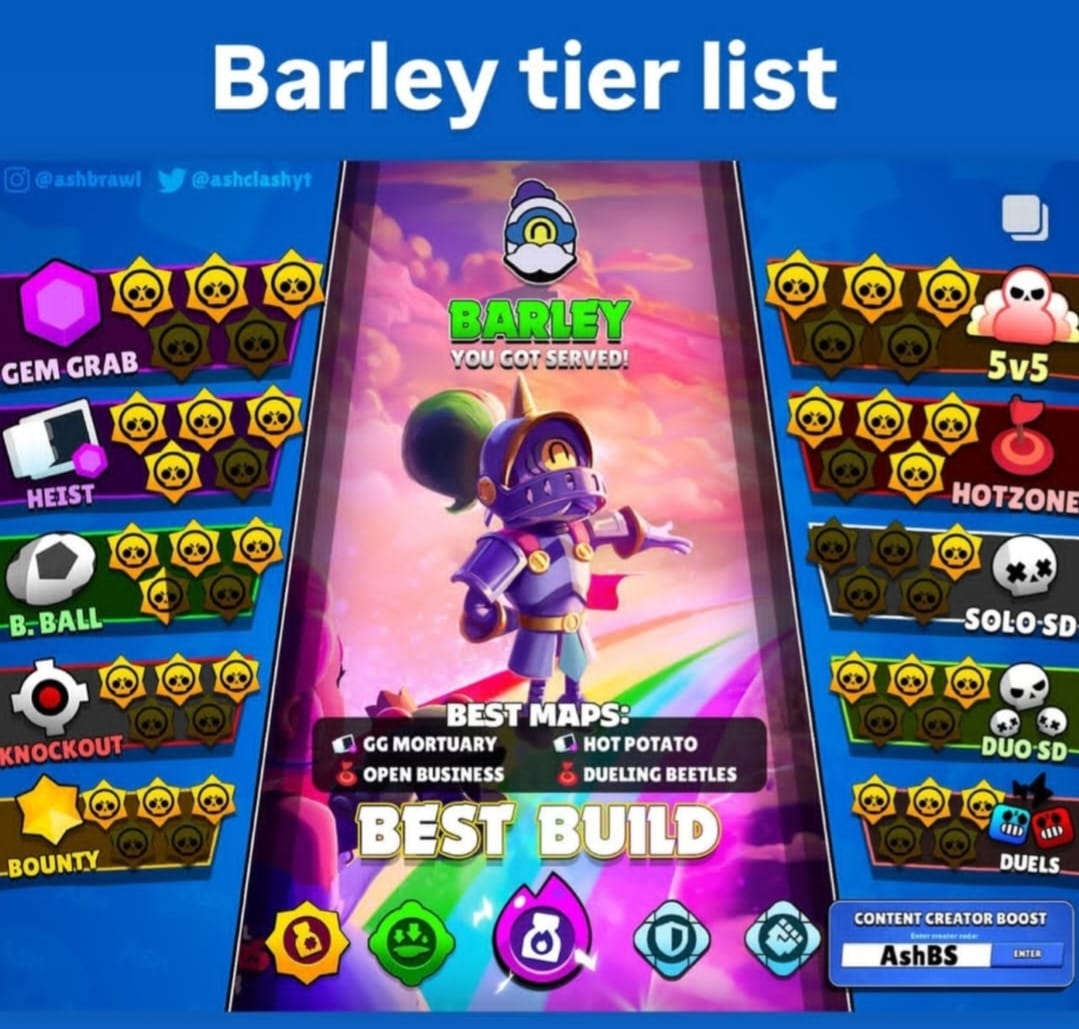 Barley tier list
@ashbrawl @ashclashyt
BARLEY
YOU GOT SERVED!
GEM GRAB
HEIST
B. BALL
KNOCKOUT
BOUNTY
5v5
HOTZONE
SOLO SD
DUO SD
DUELS
BEST MAPS:
GG MORTUARY
HOT POTATO
OPEN BUSINESS
DUELING BEETLES
BEST BUILD
CONTENT CREATOR BOOST
Enter creator code:
AshBS
ENTER